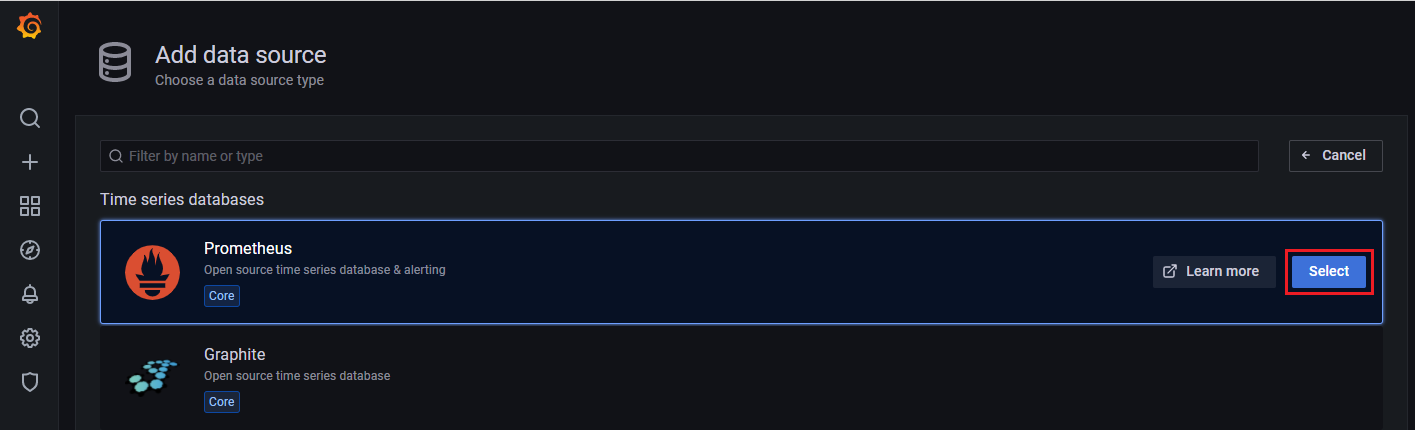 Add data source
Choose a data source type
Filter by name or type
Cancel
Time series databases
Prometheus
Open source time series database & alerting
Core
Learn more
Select
Graphite
Open source time series database
Core